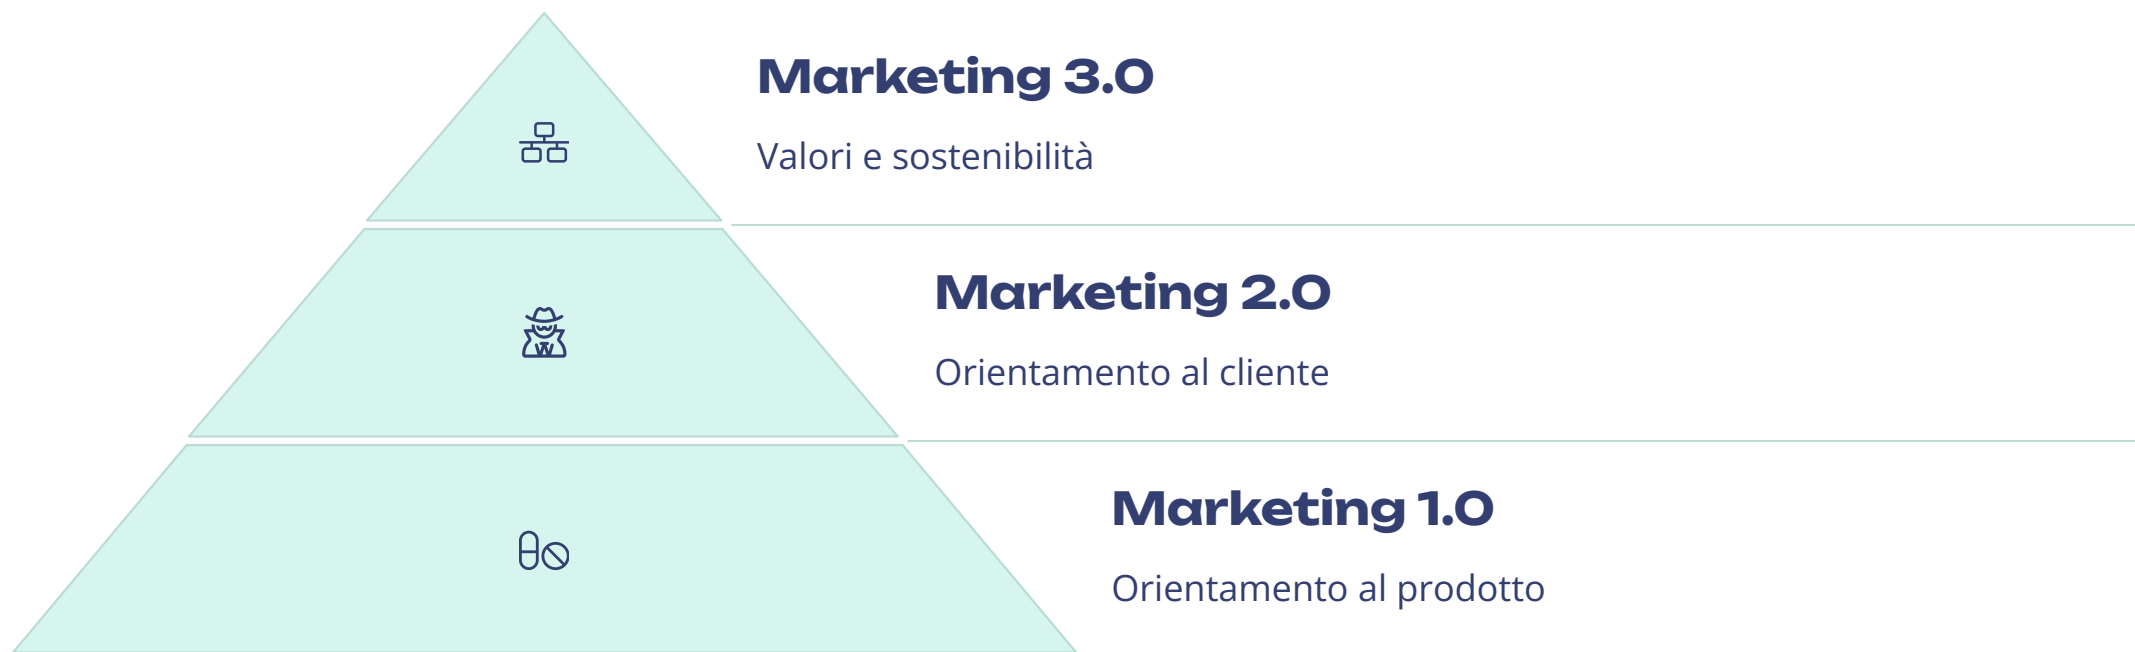 Marketing 3.0
Valori e sostenibilità
Marketing 2.0
Orientamento al cliente
Marketing 1.0
Orientamento al prodotto